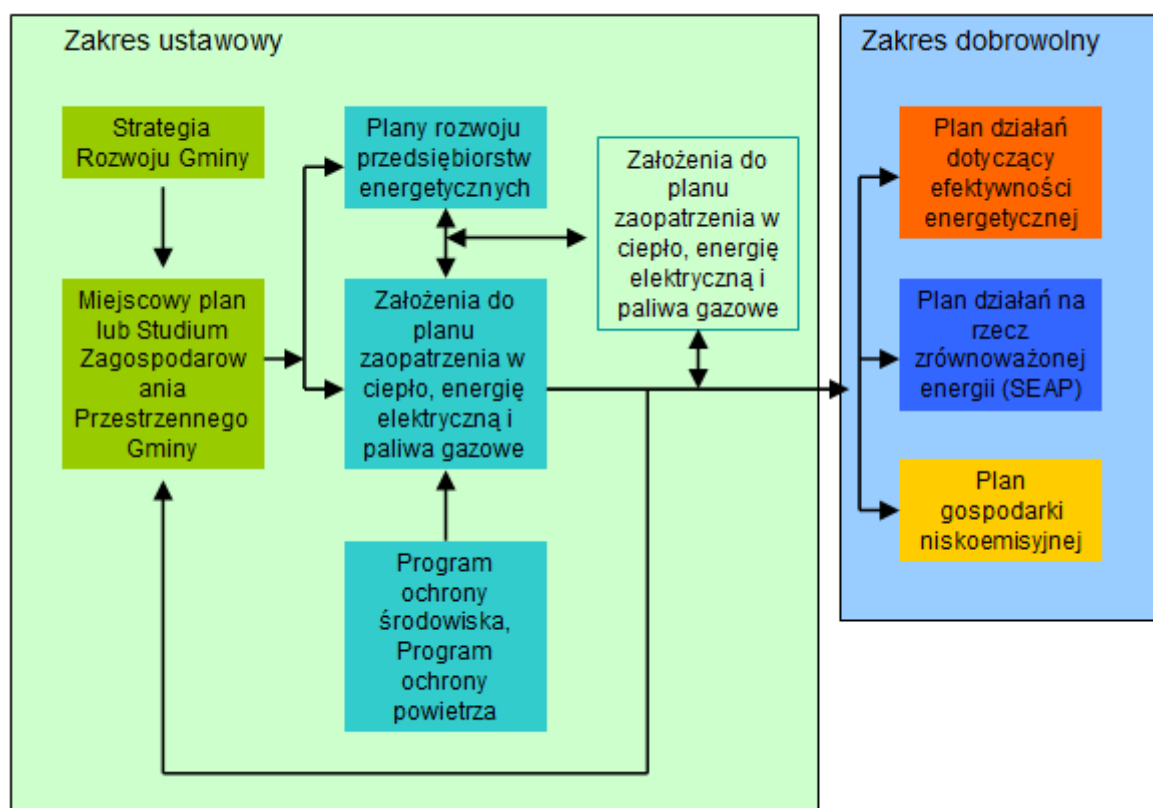 Zakres ustawowy
Zakres dobrowolny
Strategia
Rozwoju Gminy
Plany rozwoju
przedsiębiorstw
energetycznych
Założenia do
planu
zaopatrzenia w
ciepło, energię
elektryczną i
paliwa gazowe
Plan działań
dotyczący
efektywności
energetycznej
Miejscowy plan
lub Studium
Zagospodarow
ania
Przestrzennego
Gminy
Założenia do
planu
zaopatrzenia w
ciepło, energię
elektryczną i
paliwa gazowe
Plan działań na
rzecz
zrównoważonej
energii (SEAP)
Plan
gospodarki
niskoemisyjnej
Program
ochrony
środowiska,
Program
ochrony
powietrza